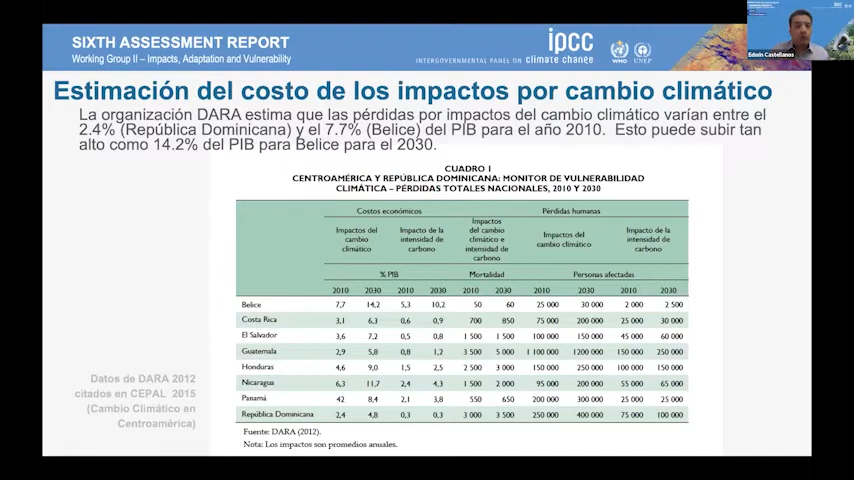 SIXTH ASSESSMENT REPORT
Working Group II – Impacts, Adaptation and Vulnerability
ipcc
INTERGOVERNMENTAL PANEL ON climate change
WMO
UNEP
Edwin Castellanos
Estimación del costo de los impactos por cambio climático
La organización DARA estima que las pérdidas por impactos del cambio climático varían entre el
2.4% (República Dominicana) y el 7.7% (Belice) del PIB para el año 2010. Esto puede subir tan
alto como 14.2% del PIB para Belice para el 2030.
CUADRO 1
CENTROAMÉRICA Y REPÚBLICA DOMINICANA: MONITOR DE VULNERABILIDAD
CLIMÁTICA – PÉRDIDAS TOTALES NACIONALES, 2010 Y 2030
Costos económicos Pérdidas humanas
Impactos del cambio climático Impacto de la intensidad de carbono Impactos del cambio climático e intensidad de carbono Impactos del cambio climático Impacto de la intensidad de carbono
% PIB Mortalidad Personas afectadas
2010 2030 2010 2030 2010 2030 2010 2030 2010 2030
Belice 7,7 14,2 5,3 10,2 50 60 25 000 30 000 2 000 2 500
Costa Rica 3,1 6,3 0,6 0,9 700 850 75 000 200 000 25 000 30 000
El Salvador 3,6 7,2 0,5 0,8 1 500 1 500 100 000 150 000 45 000 60 000
Guatemala 2,9 5,8 0,8 1,2 3 500 5 000 1 100 000 1200 000 150 000 250 000
Honduras 4,6 9,0 1,5 2,5 2 500 3 000 150 000 250 000 100 000 150 000
Nicaragua 6,3 11,7 2,4 4,3 1 500 2 000 95 000 200 000 55 000 65 000
Panamá 42 8,4 2,1 3,8 550 650 200 000 300 000 25 000 25 000
República Dominicana 2,4 4,8 0,3 0,3 3 000 3 500 250 000 400 000 75 000 100 000
Fuente: DARA (2012).
Nota: Los impactos son promedios anuales.
Datos de DARA 2012
citados en CEPAL 2015
(Cambio Climático en
Centroamérica)